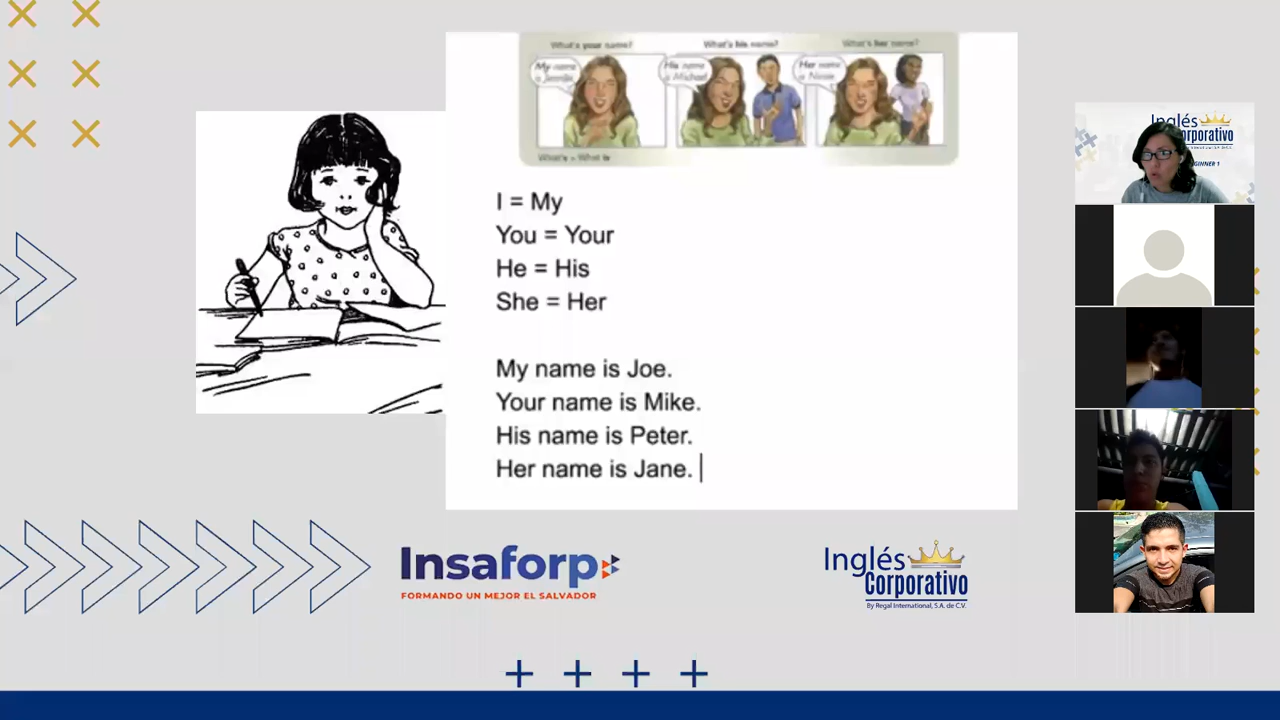 What's your name?
What's his name?
What's her name?
My name
is Jennifer
His name
is Michael
Her name
is Nicole
What's = What is
I = My
You = Your
He = His
She = Her
My name is Joe.
Your name is Mike.
His name is Peter.
Her name is Jane.
Insaforp
FORMANDO UN MEJOR EL SALVADOR
Inglés
Corporativo
By Regal International, S.A. de C.V.
Inglés
Corporativo